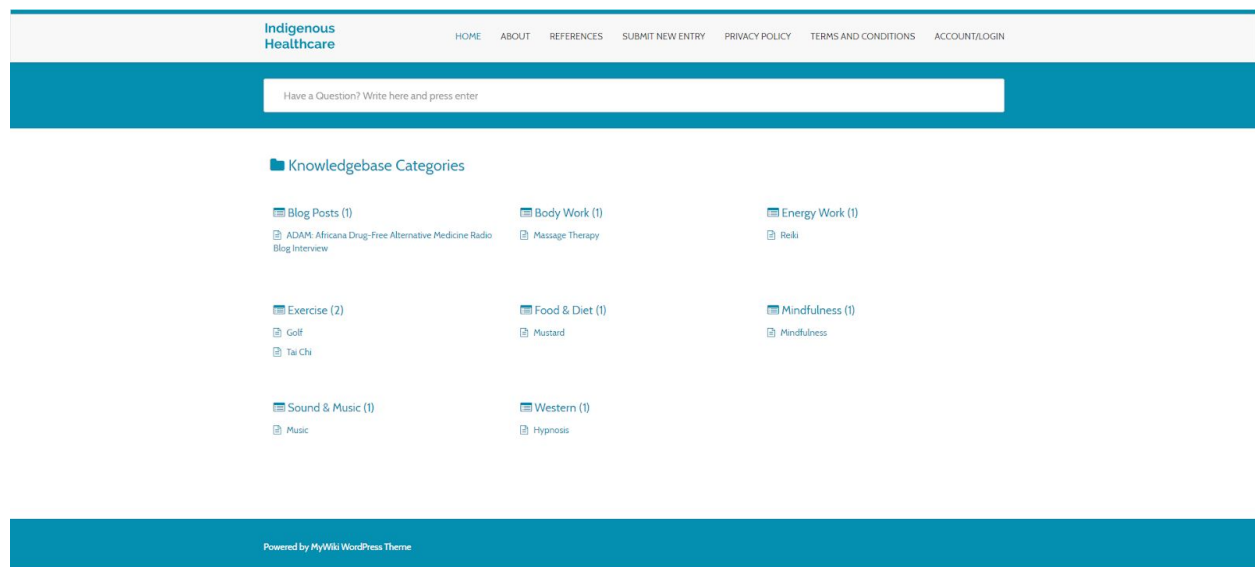 Indigenous
Healthcare
HOME ABOUT REFERENCES SUBMIT NEW ENTRY PRIVACY POLICY TERMS AND CONDITIONS ACCOUNT/LOGIN
Have a Question? Write here and press enter
Knowledgebase Categories
Blog Posts (1)
ADAM: Africana Drug-Free Alternative Medicine Radio
Blog Interview
Body Work (1)
Massage Therapy
Energy Work (1)
Reiki
Exercise (2)
Golf
Tai Chi
Food & Diet (1)
Mustard
Mindfulness (1)
Mindfulness
Sound & Music (1)
Music
Western (1)
Hypnosis
Powered by MyWiki WordPress Theme